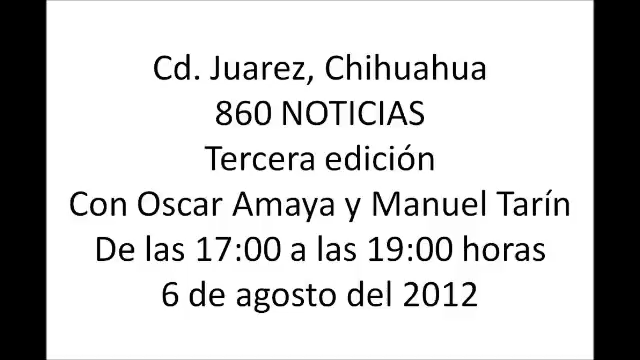 Cd. Juarez, Chihuahua
860 NOTICIAS
Tercera edición
Con Oscar Amaya y Manuel Tarín
De las 17:00 a las 19:00 horas
6 de agosto del 2012